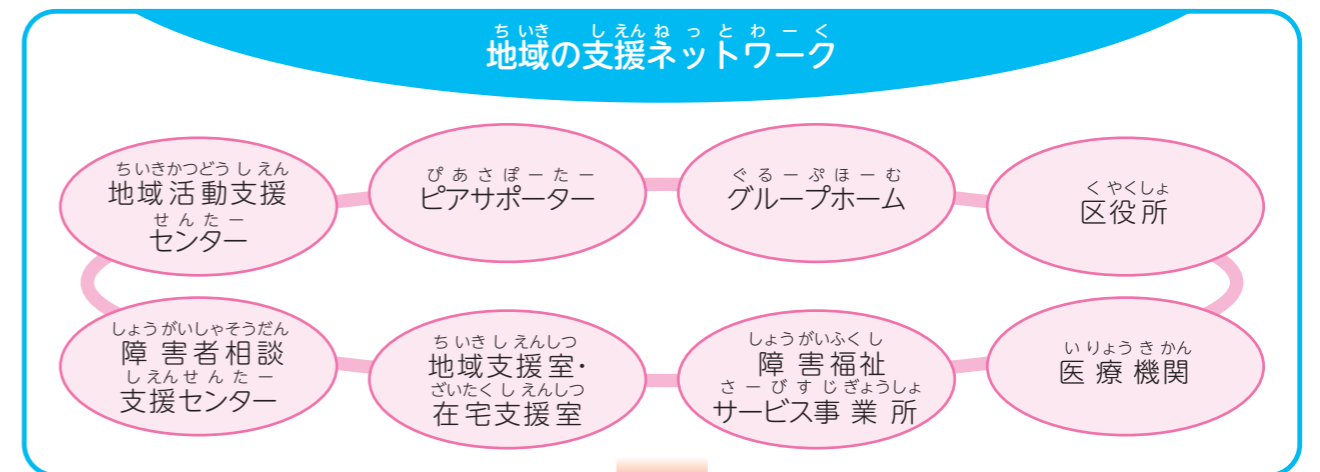 ちいき しえんねっとわーく
地域の支援ネットワーク
ちいきかつどうしえん
地域活動支援
せんたー
センター
ぴあさぽーたー
ピアサポーター
ぐるーぷほーむ
グループホーム
くやくしょ
区役所
しょうがいしゃそうだん
障害者相談
しえんせんたー
支援センター
ちいきしえんしつ
地域支援室・
ざいたくしえんしつ
在宅支援室
しょうがいふくし
障害福祉
さーびすじぎょうしょ
サービス事業所
いりょうきかん
医療機関